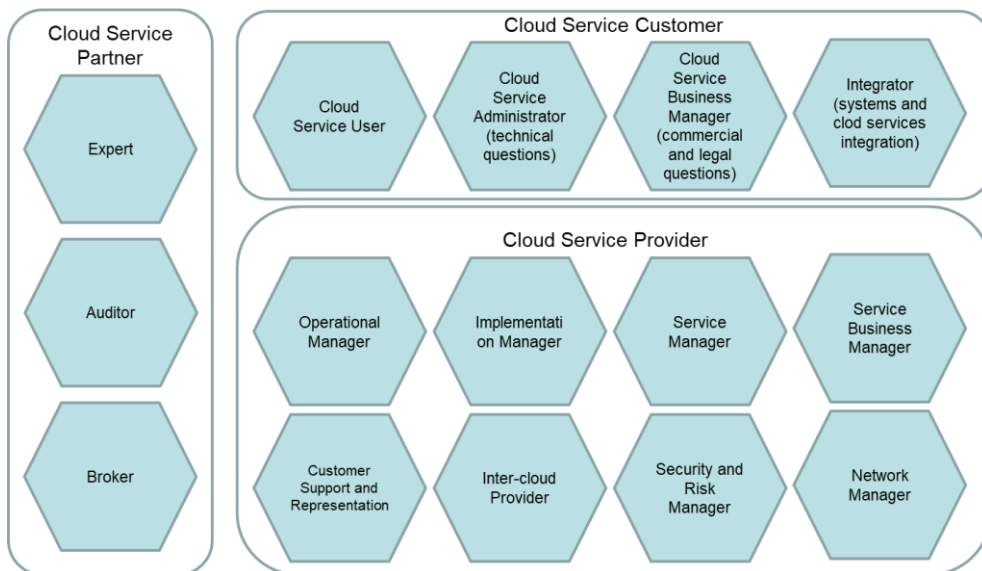 Cloud Service
Partner
Expert
Auditor
Broker
Cloud Service Customer
Cloud
Service User
Cloud
Service
Administrator
(technical
questions)
Cloud
Service
Business
Manager
(commercial
and legal
questions)
Integrator
(systems and
clod services
integration)
Cloud Service Provider
Operational
Manager
Implementati
on Manager
Service
Manager
Service
Business
Manager
Customer
Support and
Representation
Inter-cloud
Provider
Security and
Risk
Manager
Network
Manager